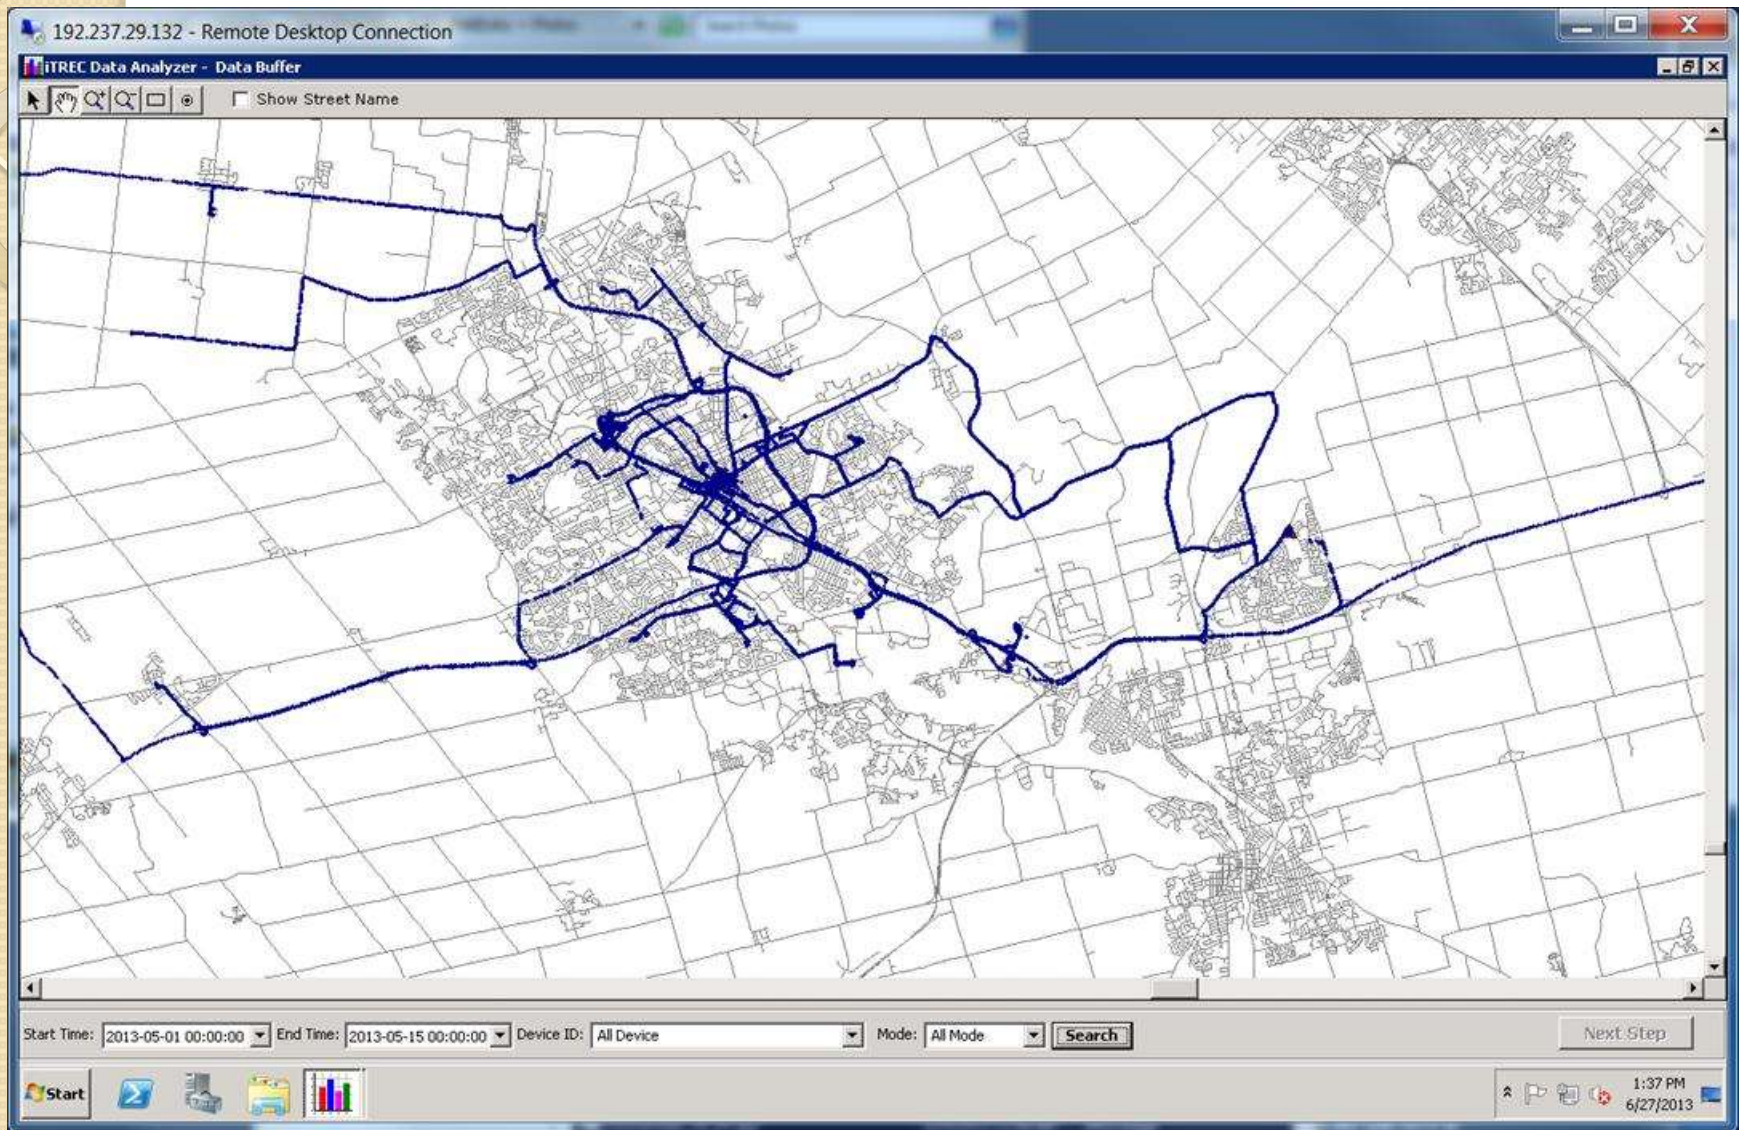 192.237.29.132 - Remote Desktop Connection
iTREC Data Analyzer - Data Buffer
Show Street Name
Start Time: 2013-05-01 00:00:00 End Time: 2013-05-15 00:00:00 Device ID: All Device Mode: All Mode Search Next Step
Start
1:37 PM
6/27/2013